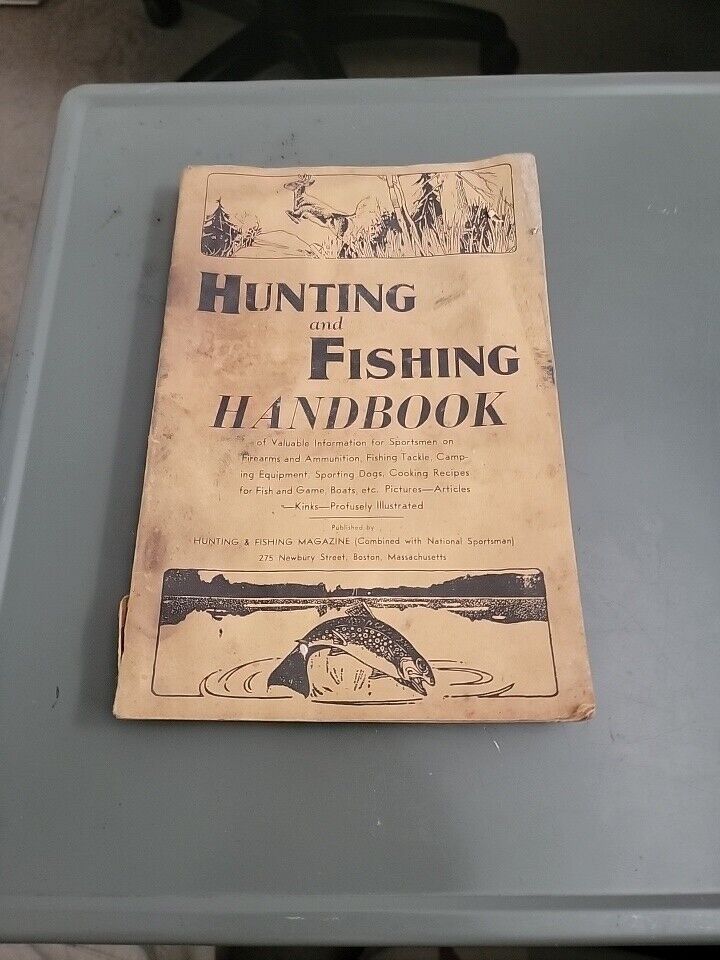 HUNTING
and
FISHING
HANDBOOK
of Valuable Information for Sportsmen on
Firearms and Ammunition, Fishing Tackle, Camp-
ing Equipment, Sporting Dogs, Cooking Recipes
for Fish and Game, Boats, etc. Pictures—Articles
—Kinks—Profusely Illustrated
Published by
HUNTING & FISHING MAGAZINE (Combined with National Sportsman)
275 Newbury Street, Boston, Massachusetts